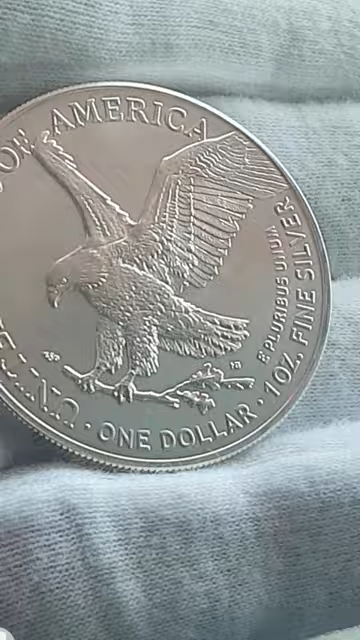 OF AMERICA
E PLURIBUS UNUM
1 OZ. FINE SILVER
· ONE DOLLAR ·